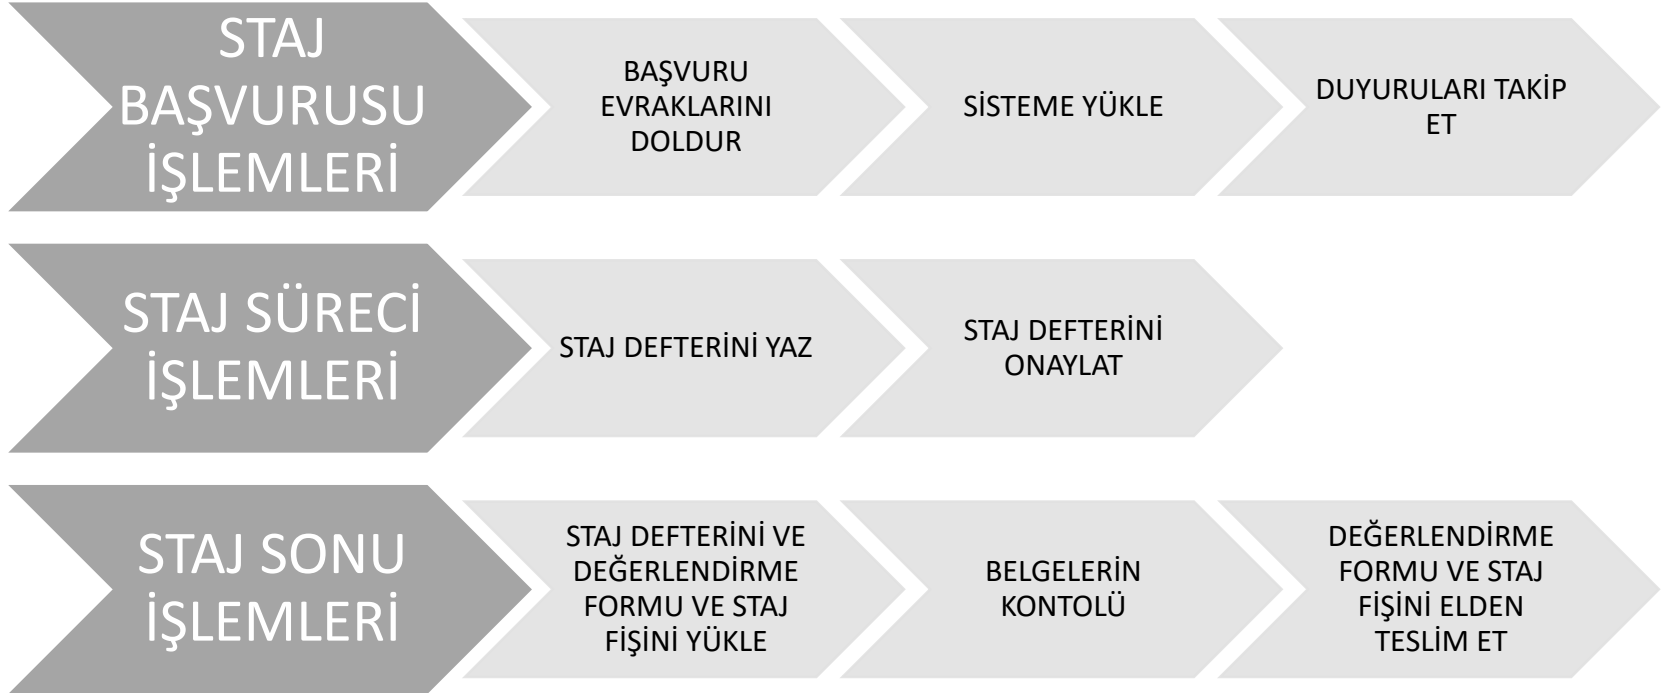 STAJ
BAŞVURUSU
İŞLEMLERİ
BAŞVURU
EVRAKLARINI
DOLDUR
SİSTEME YÜKLE
DUYURULARI TAKİP
ET
STAJ SÜRECİ
İŞLEMLERİ
STAJ DEFTERİNİ YAZ
STAJ DEFTERİNİ
ONAYLAT
STAJ SONU
İŞLEMLERİ
STAJ DEFTERİNİ VE
DEĞERLENDİRME
FORMU VE STAJ
FİŞİNİ YÜKLE
BELGELERİN
KONTOLÜ
DEĞERLENDİRME
FORMU VE STAJ
FİŞİNİ ELDEN
TESLİM ET